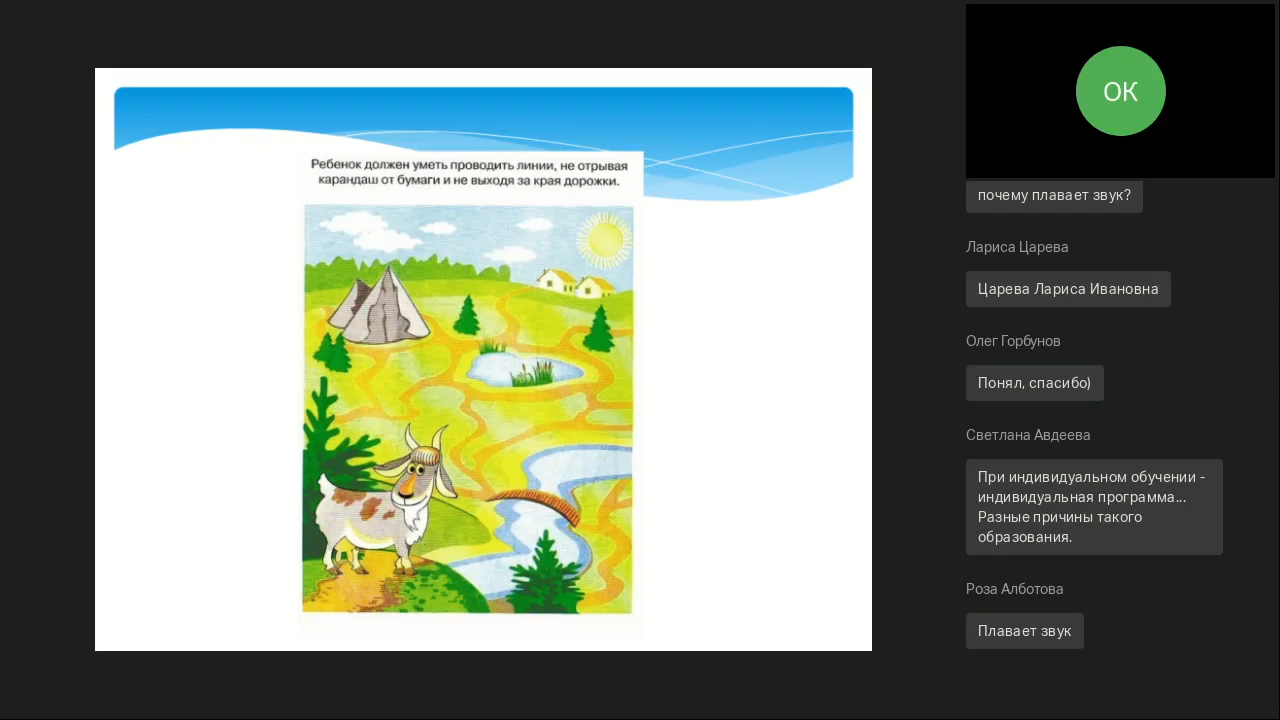 Ребенок должен уметь проводить линии, не отрывая
карандаш от бумаги и не выходя за края дорожки.
ОК
почему плавает звук?
Лариса Царева
Царева Лариса Ивановна
Олег Горбунов
Понял, спасибо)
Светлана Авдеева
При индивидуальном обучении -
индивидуальная программа...
Разные причины такого
образования.
Роза Алботова
Плавает звук